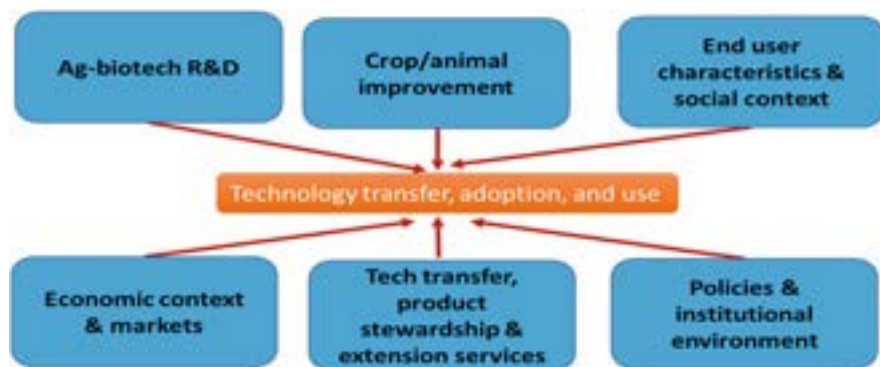 Ag-biotech R&D
Crop/animal
improvement
End user
characteristics &
social context
Technology transfer, adoption, and use
Economic context
& markets
Tech transfer,
product
stewardship &
extension services
Policies &
institutional
environment